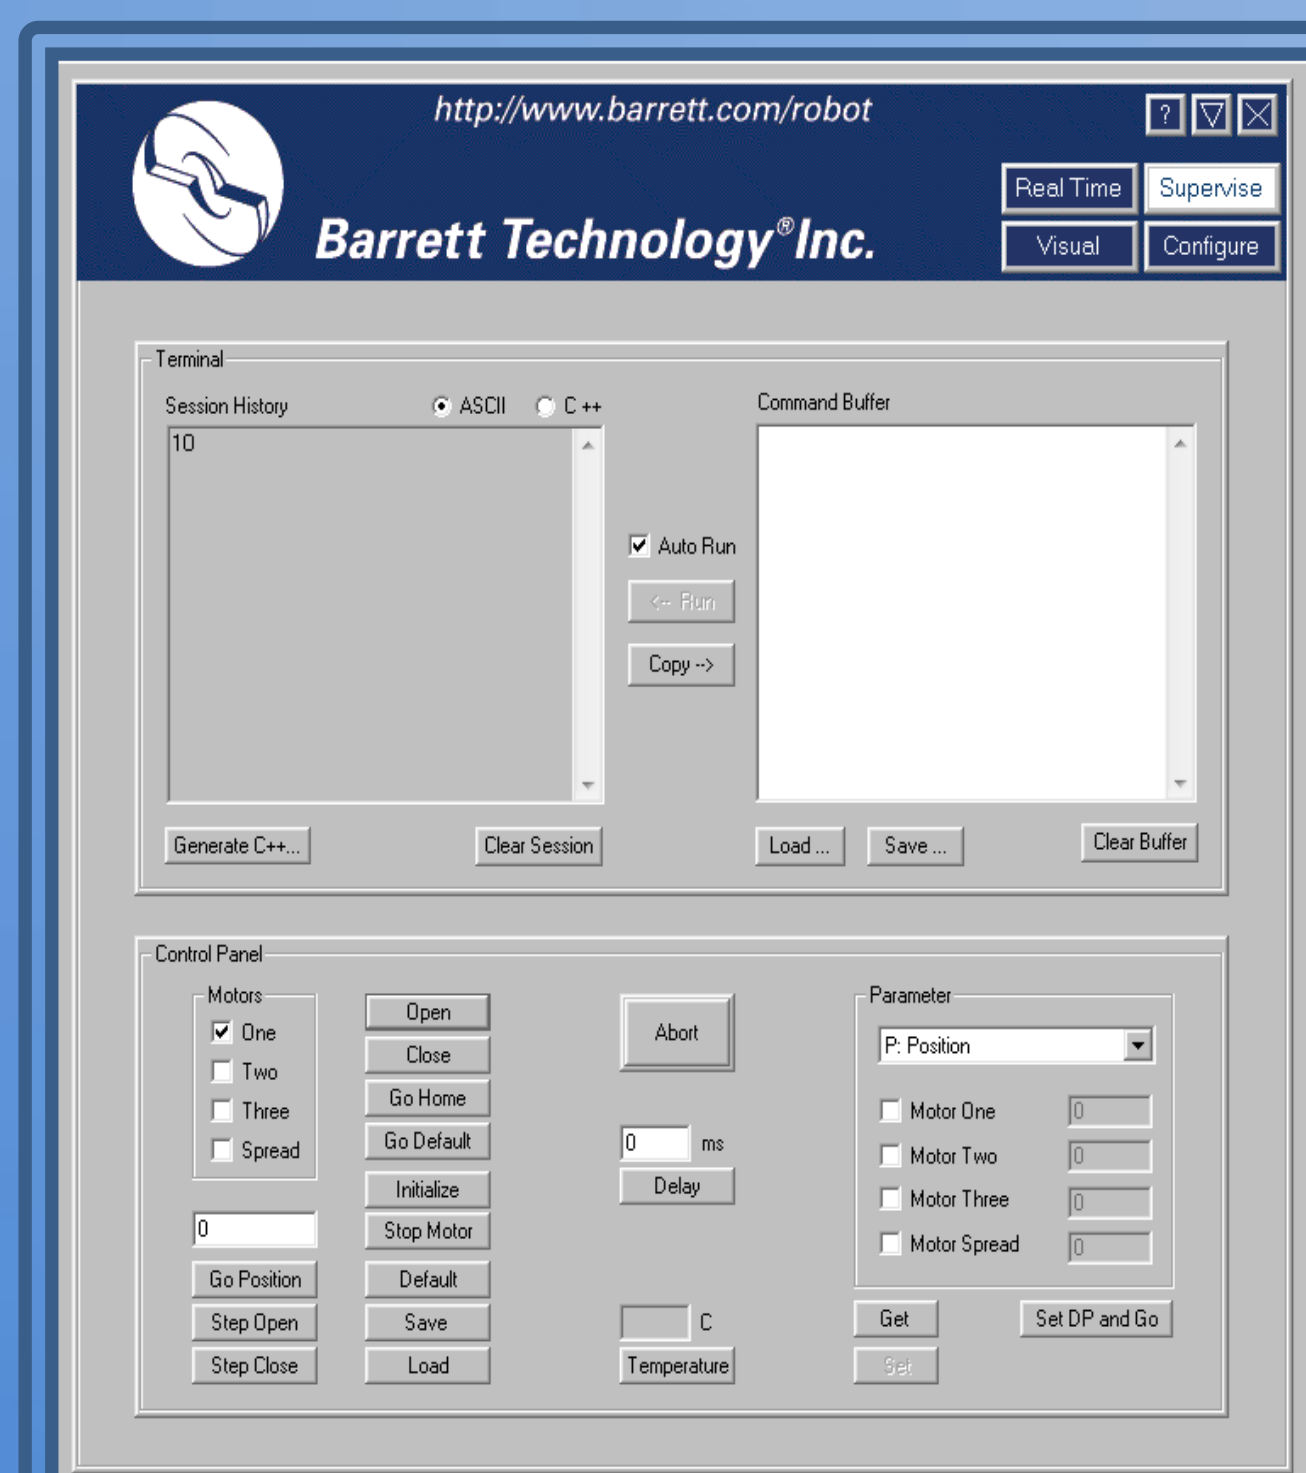 http://www.barrett.com/robot
?
Real Time Supervise
Barrett Technology®Inc.
Visual Configure
Terminal
Session History ASCII C ++ Command Buffer
10
Auto Run
<-- Run
Copy -->
Generate C++... Clear Session Load ... Save ... Clear Buffer
Control Panel
Motors
One
Two
Three
Spread
0
Go Position
Step Open
Step Close
Open
Close
Go Home
Go Default
Initialize
Stop Motor
Default
Save
Load
Abort
0 ms
Delay
C
Temperature
Parameter
P: Position
Motor One 0
Motor Two 0
Motor Three 0
Motor Spread 0
Get Set DP and Go
Set